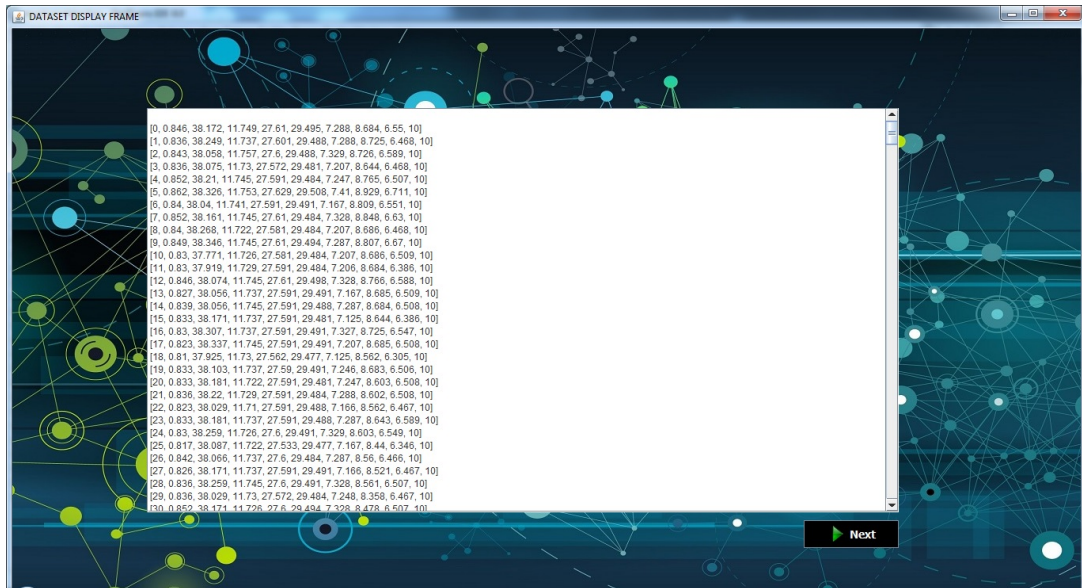 DATASET DISPLAY FRAME
[0, 0.846, 38.172, 11.749, 27.61, 29.495, 7.288, 8.684, 6.55, 10]
[1, 0.836, 38.249, 11.737, 27.601, 29.488, 7.288, 8.725, 6.468, 10]
[2, 0.843, 38.058, 11.757, 27.6, 29.488, 7.329, 8.726, 6.589, 10]
[3, 0.836, 38.075, 11.73, 27.572, 29.481, 7.207, 8.644, 6.468, 10]
[4, 0.852, 38.21, 11.745, 27.591, 29.484, 7.247, 8.765, 6.507, 10]
[5, 0.862, 38.326, 11.753, 27.629, 29.508, 7.41, 8.929, 6.711, 10]
[6, 0.84, 38.04, 11.741, 27.591, 29.491, 7.167, 8.809, 6.551, 10]
[7, 0.852, 38.161, 11.745, 27.61, 29.484, 7.328, 8.848, 6.63, 10]
[8, 0.84, 38.268, 11.722, 27.581, 29.484, 7.207, 8.686, 6.468, 10]
[9, 0.849, 38.346, 11.745, 27.61, 29.494, 7.287, 8.807, 6.67, 10]
[10, 0.83, 37.771, 11.726, 27.581, 29.484, 7.207, 8.686, 6.509, 10]
[11, 0.83, 37.919, 11.729, 27.591, 29.484, 7.206, 8.684, 6.386, 10]
[12, 0.846, 38.074, 11.745, 27.61, 29.498, 7.328, 8.766, 6.588, 10]
[13, 0.827, 38.056, 11.737, 27.591, 29.491, 7.167, 8.685, 6.509, 10]
[14, 0.839, 38.056, 11.745, 27.591, 29.488, 7.287, 8.684, 6.508, 10]
[15, 0.833, 38.171, 11.737, 27.591, 29.481, 7.125, 8.644, 6.386, 10]
[16, 0.83, 38.307, 11.737, 27.591, 29.491, 7.327, 8.725, 6.547, 10]
[17, 0.823, 38.337, 11.745, 27.591, 29.491, 7.207, 8.685, 6.508, 10]
[18, 0.81, 37.925, 11.73, 27.562, 29.477, 7.125, 8.562, 6.305, 10]
[19, 0.833, 38.103, 11.737, 27.59, 29.491, 7.246, 8.683, 6.506, 10]
[20, 0.833, 38.181, 11.722, 27.591, 29.481, 7.247, 8.603, 6.508, 10]
[21, 0.836, 38.22, 11.729, 27.591, 29.484, 7.288, 8.602, 6.508, 10]
[22, 0.823, 38.029, 11.71, 27.591, 29.488, 7.166, 8.562, 6.467, 10]
[23, 0.833, 38.181, 11.737, 27.591, 29.488, 7.287, 8.643, 6.589, 10]
[24, 0.83, 38.259, 11.726, 27.6, 29.491, 7.329, 8.603, 6.549, 10]
[25, 0.817, 38.087, 11.722, 27.533, 29.477, 7.167, 8.44, 6.345, 10]
[26, 0.842, 38.066, 11.737, 27.6, 29.484, 7.287, 8.56, 6.466, 10]
[27, 0.826, 38.171, 11.737, 27.591, 29.491, 7.166, 8.521, 6.467, 10]
[28, 0.836, 38.259, 11.745, 27.6, 29.491, 7.328, 8.561, 6.507, 10]
[29, 0.836, 38.029, 11.73, 27.572, 29.484, 7.248, 8.358, 6.467, 10]
[30, 0.852, 38.171, 11.726, 27.6, 29.494, 7.328, 8.478, 6.507, 10]
Next